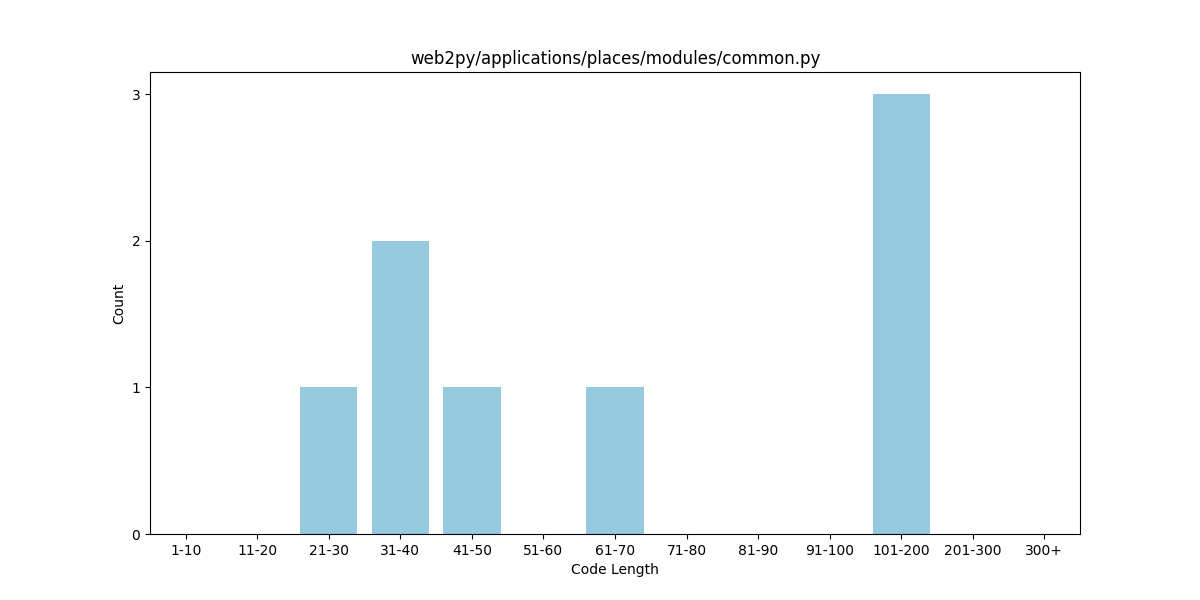 web2py/applications/places/modules/common.py
3
2
1
0
Count
1-10 11-20 21-30 31-40 41-50 51-60 61-70 71-80 81-90 91-100 101-200 201-300 300+
Code Length